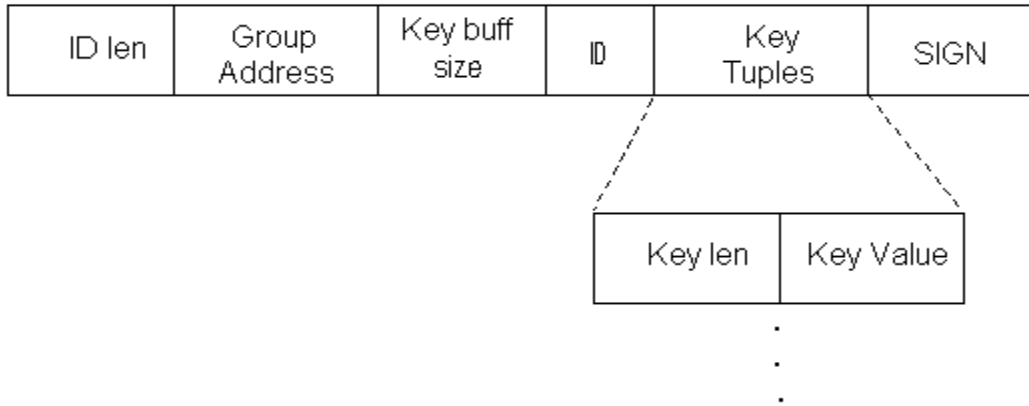 ID len
Group
Address
Key buff
size
ID
Key
Tuples
SIGN
Key len
Key Value